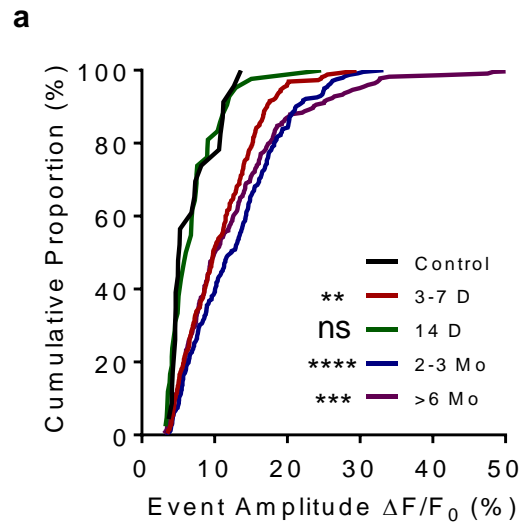 a
Cumulative Proportion (%)
100
80
60
40
20
0
Control
** 3-7 D
ns 14 D
**** 2-3 Mo
*** >6 Mo
0 10 20 30 40 50
Event Amplitude ΔF/F₀ (%)